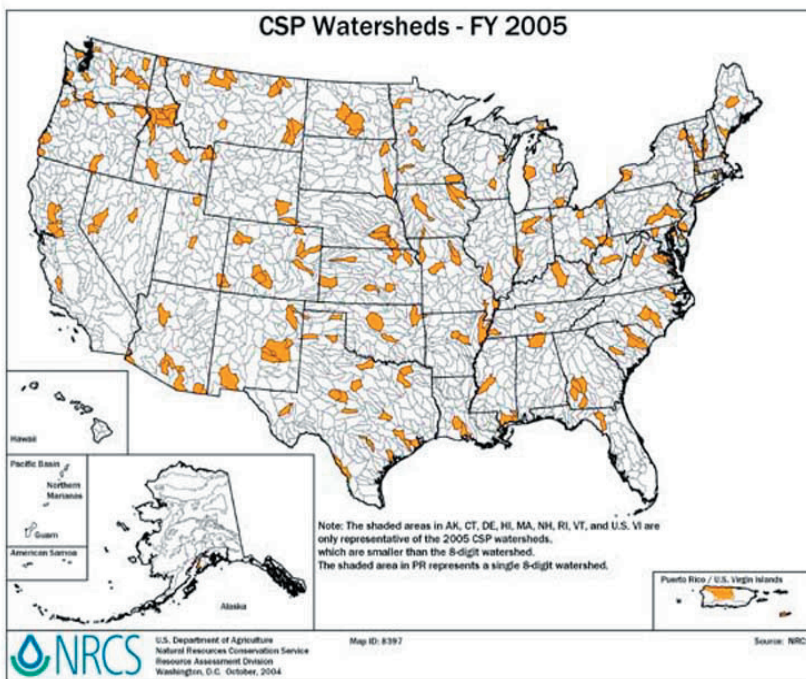 CSP Watersheds - FY 2005
Hawaii
Pacific Basin
Northern
Marianas
Guam
American Samoa
Alaska
Note: The shaded areas in AK, CT, DE, HI, MA, NH, RI, VT, and U.S. VI are
only representative of the 2005 CSP watersheds,
which are smaller than the 8-digit watershed.
The shaded area in PR represents a single 8-digit watershed.
Puerto Rico / U.S. Virgin Islands
NRCS
U.S. Department of Agriculture
Natural Resources Conservation Service
Resource Assessment Division
Washington, D.C. October, 2004
Map ID: 8397
Source: NRCS